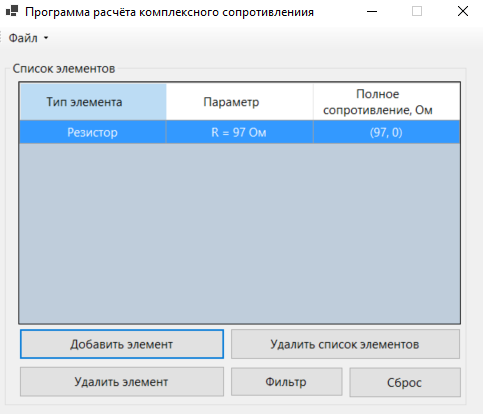 Программа расчёта комплексного сопротивлениия
Файл
Список элементов
Тип элемента Параметр Полное сопротивление, Ом
Резистор R = 97 Ом (97, 0)
Добавить элемент Удалить список элементов
Удалить элемент Фильтр Сброс